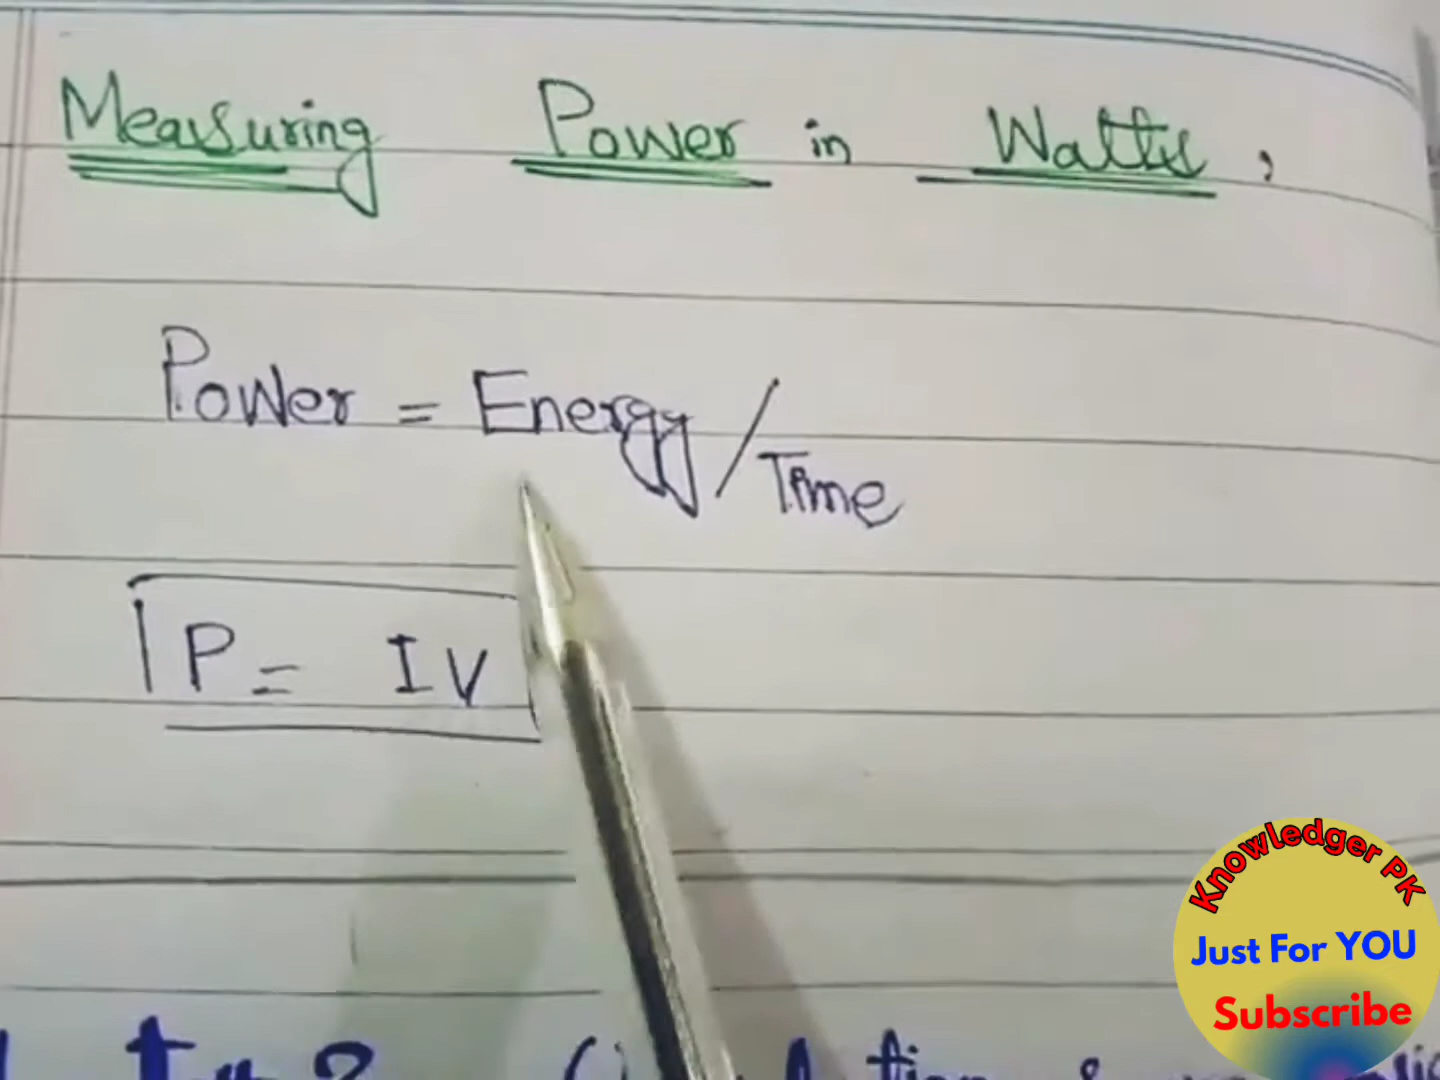 Measuring Power in Watts,
Power = Energy / Time
P = IV
Knowledger PK
Just For YOU
Subscribe